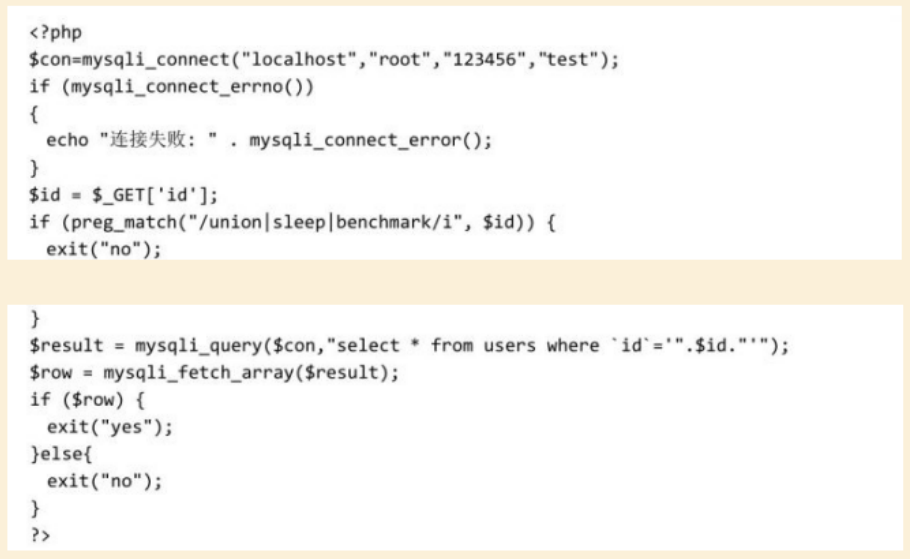 <?php
$con=mysqli_connect("localhost","root","123456","test");
if (mysqli_connect_errno())
{
echo "连接失败: " . mysqli_connect_error();
}
$id = $_GET['id'];
if (preg_match("/union|sleep|benchmark/i", $id)) {
exit("no");
}
$result = mysqli_query($con,"select * from users where `id`='".$id."'");
$row = mysqli_fetch_array($result);
if ($row) {
exit("yes");
}else{
exit("no");
}
?>